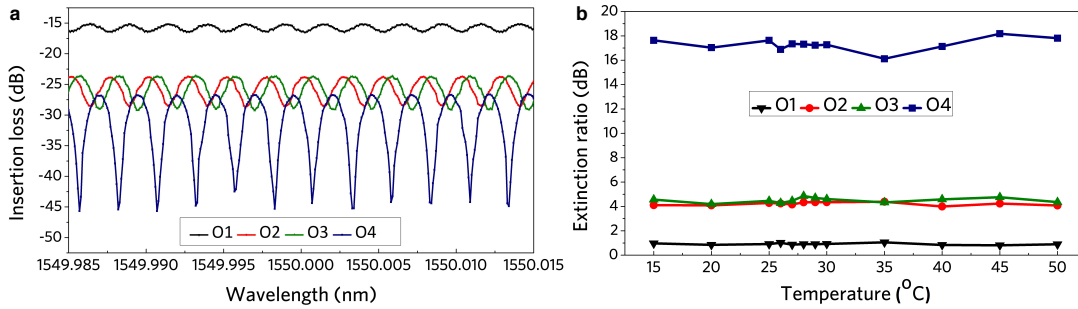 a
-15
-20
-25
-30
-35
-40
-45
-50
Insertion loss (dB)
O1 O2 O3 O4
1549.985 1549.990 1549.995 1550.000 1550.005 1550.010 1550.015
Wavelength (nm)
b
20
18
16
14
12
10
8
6
4
2
0
Extinction ratio (dB)
O1 O2 O3 O4
15 20 25 30 35 40 45 50
Temperature (°C)